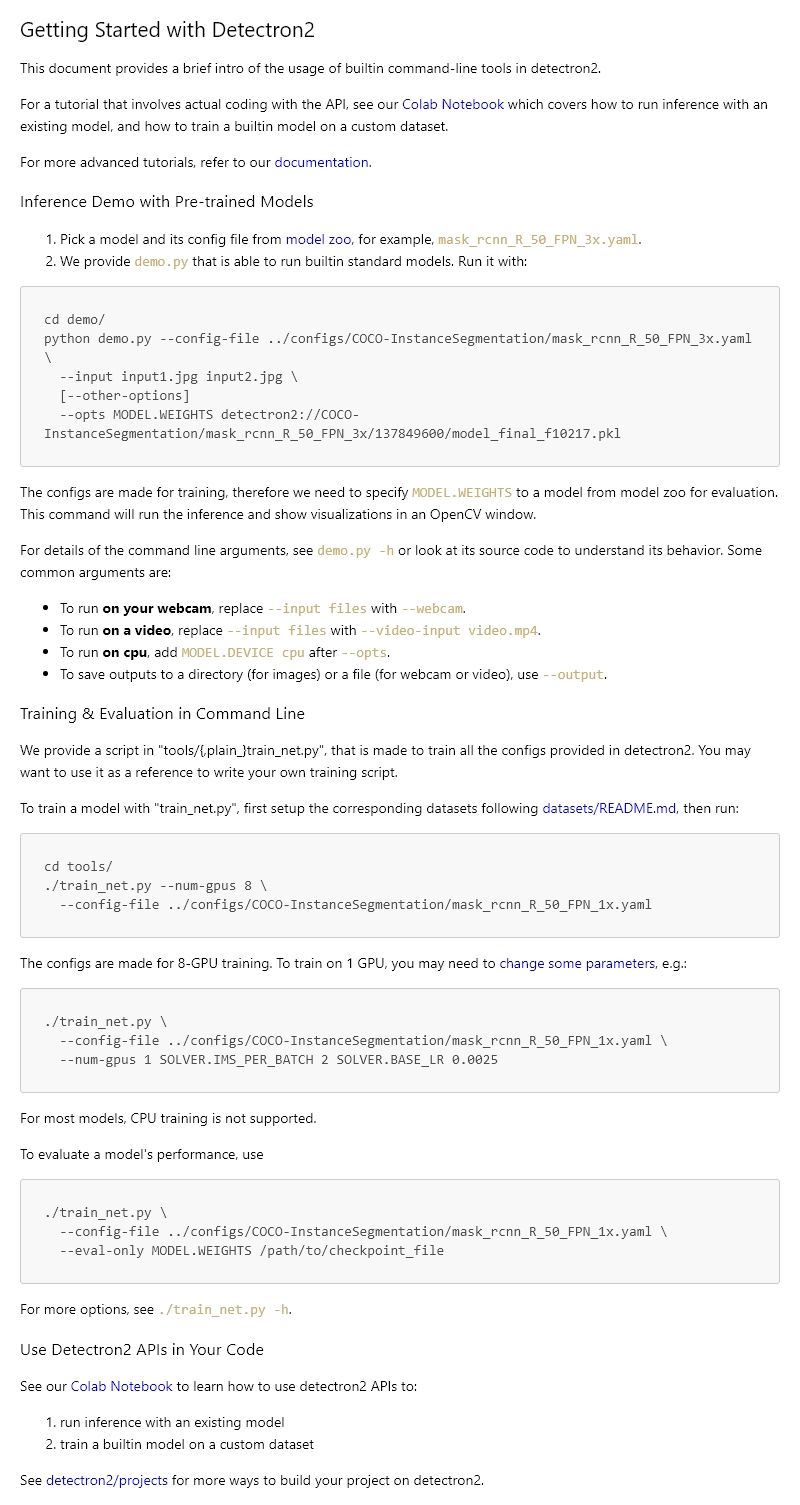 Getting Started with Detectron2
This document provides a brief intro of the usage of builtin command-line tools in detectron2.
For a tutorial that involves actual coding with the API, see our Colab Notebook which covers how to run inference with an
existing model, and how to train a builtin model on a custom dataset.
For more advanced tutorials, refer to our documentation.
Inference Demo with Pre-trained Models
1. Pick a model and its config file from model zoo, for example, mask_rcnn_R_50_FPN_3x.yaml.
2. We provide demo.py that is able to run builtin standard models. Run it with:
cd demo/
python demo.py --config-file ../configs/COCO-InstanceSegmentation/mask_rcnn_R_50_FPN_3x.yaml
\
  --input input1.jpg input2.jpg \
  [--other-options]
  --opts MODEL.WEIGHTS detectron2://COCO-
InstanceSegmentation/mask_rcnn_R_50_FPN_3x/137849600/model_final_f10217.pkl
The configs are made for training, therefore we need to specify MODEL.WEIGHTS to a model from model zoo for evaluation.
This command will run the inference and show visualizations in an OpenCV window.
For details of the command line arguments, see demo.py -h or look at its source code to understand its behavior. Some
common arguments are:
• To run on your webcam, replace --input files with --webcam.
• To run on a video, replace --input files with --video-input video.mp4.
• To run on cpu, add MODEL.DEVICE cpu after --opts.
• To save outputs to a directory (for images) or a file (for webcam or video), use --output.
Training & Evaluation in Command Line
We provide a script in "tools/{,plain_}train_net.py", that is made to train all the configs provided in detectron2. You may
want to use it as a reference to write your own training script.
To train a model with "train_net.py", first setup the corresponding datasets following datasets/README.md, then run:
cd tools/
./train_net.py --num-gpus 8 \
  --config-file ../configs/COCO-InstanceSegmentation/mask_rcnn_R_50_FPN_1x.yaml
The configs are made for 8-GPU training. To train on 1 GPU, you may need to change some parameters, e.g.:
./train_net.py \
  --config-file ../configs/COCO-InstanceSegmentation/mask_rcnn_R_50_FPN_1x.yaml \
  --num-gpus 1 SOLVER.IMS_PER_BATCH 2 SOLVER.BASE_LR 0.0025
For most models, CPU training is not supported.
To evaluate a model's performance, use
./train_net.py \
  --config-file ../configs/COCO-InstanceSegmentation/mask_rcnn_R_50_FPN_1x.yaml \
  --eval-only MODEL.WEIGHTS /path/to/checkpoint_file
For more options, see ./train_net.py -h.
Use Detectron2 APIs in Your Code
See our Colab Notebook to learn how to use detectron2 APIs to:
1. run inference with an existing model
2. train a builtin model on a custom dataset
See detectron2/projects for more ways to build your project on detectron2.